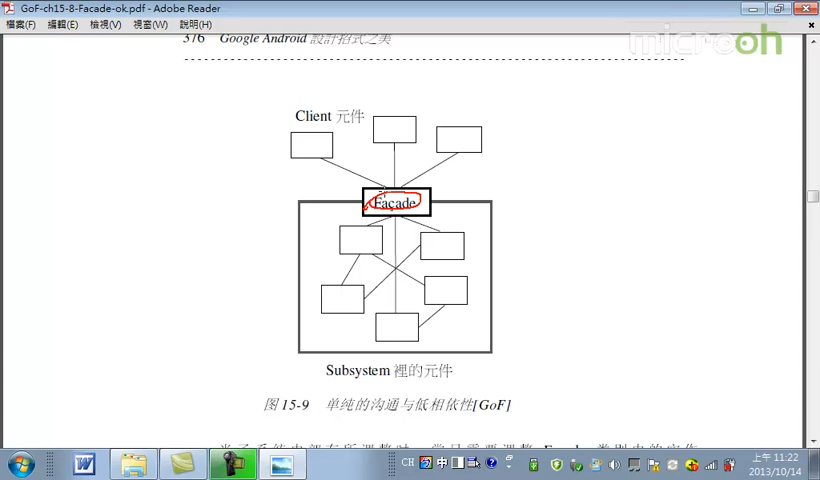 GoF-ch15-8-Facade-ok.pdf - Adobe Reader
檔案(F) 編輯(E) 檢視(V) 視窗(W) 說明(H)
microoh
376 Google Android 設計招式之美
Client 元件
Façade
Subsystem 裡的元件
图 15-9 单纯的沟通与低相依性[GoF]
CH 中
上午 11:22
2013/10/14